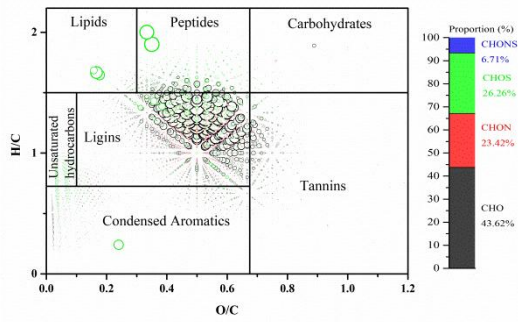 Lipids
Peptides
Carbohydrates
Unsaturated
hydrocarbons
Ligins
Tannins
Condensed Aromatics
H/C
2
1
0
0.0
0.2
0.4
0.6
0.8
1.0
1.2
O/C
Proportion (%)
100
90
80
70
60
50
40
30
20
10
0
CHONS
6.71%
CHOS
26.26%
CHON
23.42%
CHO
43.62%